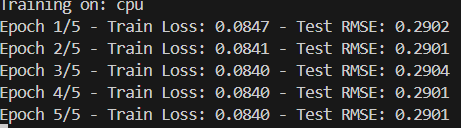 Training on: cpu
Epoch 1/5 - Train Loss: 0.0847 - Test RMSE: 0.2902
Epoch 2/5 - Train Loss: 0.0841 - Test RMSE: 0.2901
Epoch 3/5 - Train Loss: 0.0840 - Test RMSE: 0.2904
Epoch 4/5 - Train Loss: 0.0840 - Test RMSE: 0.2901
Epoch 5/5 - Train Loss: 0.0840 - Test RMSE: 0.2901